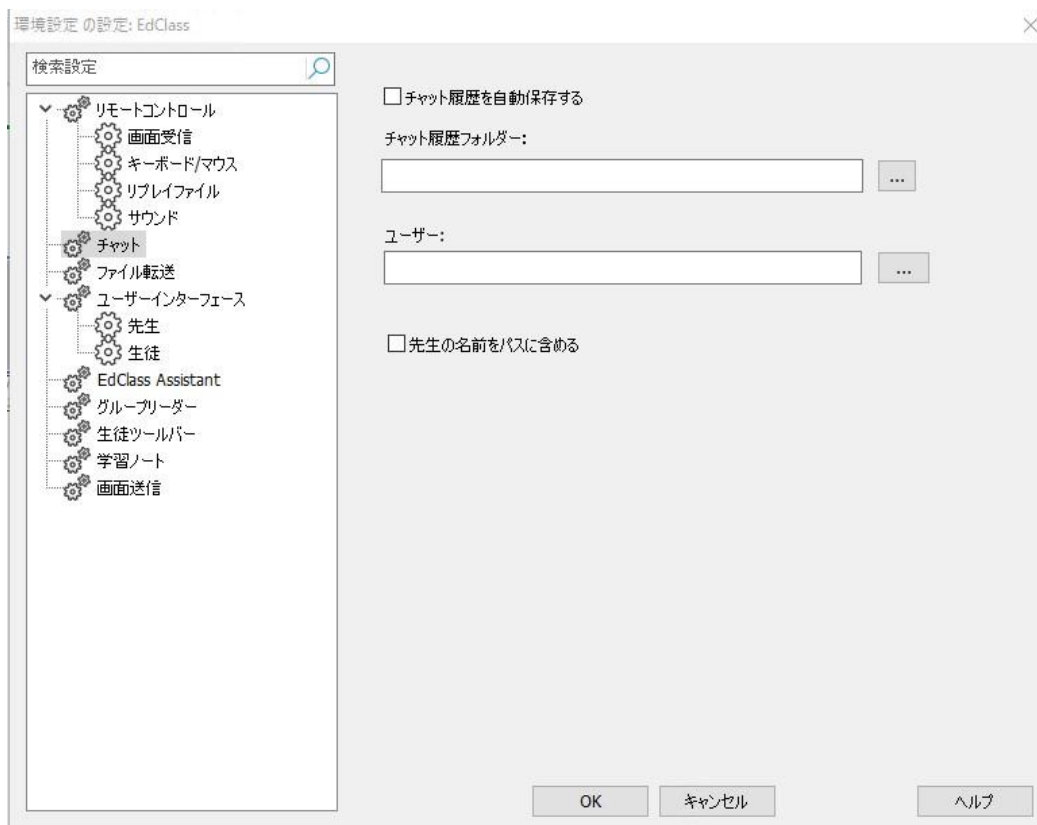 環境設定 の設定: EdClass
検索設定
リモートコントロール
画面受信
キーボード/マウス
リプレイファイル
サウンド
チャット
ファイル転送
ユーザーインターフェース
先生
生徒
EdClass Assistant
グループリーダー
生徒ツールバー
学習ノート
画面送信
チャット履歴を自動保存する
チャット履歴フォルダー:
...
ユーザー:
...
先生の名前をパスに含める
OK キャンセル ヘルプ